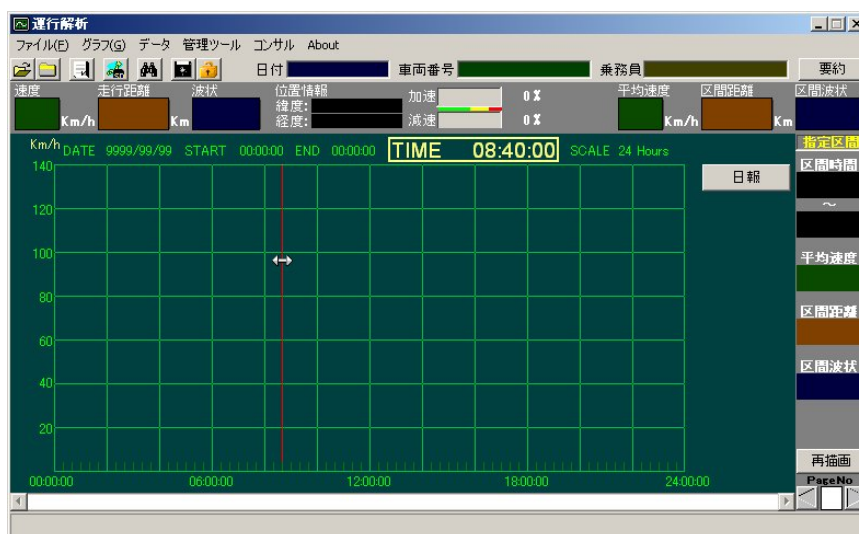 運行解析
ファイル(F) グラフ(G) データ 管理ツール コンサル About
日付 車両番号 乗務員 要約
速度 走行距離 波状 位置情報 加速 0 % 平均速度 区間距離 区間波状
緯度:
Km/h Km 経度: 減速 0 % Km/h Km
Km/h DATE 9999/99/99 START 00:00:00 END 00:00:00 TIME 08:40:00 SCALE 24 Hours 指定区間
140 日報 区間時間
120 ～
100 平均速度
80 区間距離
60 区間波状
40
20
再描画
00:00:00 06:00:00 12:00:00 18:00:00 24:00:00 PageNo